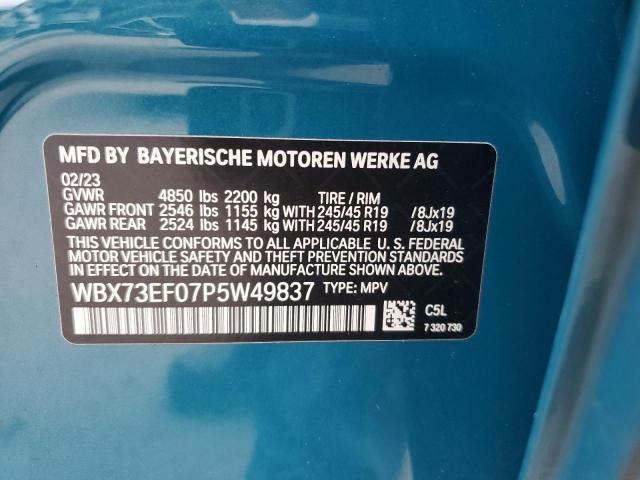 MFD BY BAYERISCHE MOTOREN WERKE AG
02/23
GVWR 4850 lbs 2200 kg TIRE / RIM
GAWR FRONT 2546 lbs 1155 kg WITH 245/45 R19 /8Jx19
GAWR REAR 2524 lbs 1145 kg WITH 245/45 R19 /8Jx19
THIS VEHICLE CONFORMS TO ALL APPLICABLE U. S. FEDERAL
MOTOR VEHICLE SAFETY AND THEFT PREVENTION STANDARDS
IN EFFECT ON THE DATE OF MANUFACTURE SHOWN ABOVE.
WBX73EF07P5W49837 TYPE: MPV
C5L
7 320 730